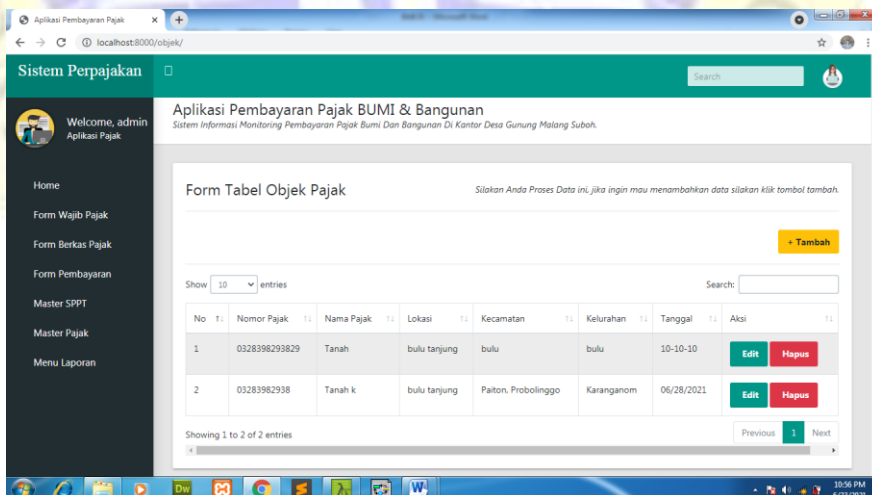 Aplikasi Pembayaran Pajak
localhost:8000/objek/
Sistem Perpajakan
Search
Welcome, admin
Aplikasi Pajak
Aplikasi Pembayaran Pajak BUMI & Bangunan
Sistem Informasi Monitoring Pembayaran Pajak Bumi Dan Bangunan Di Kantor Desa Gunung Malang Suboh.
Home
Form Wajib Pajak
Form Berkas Pajak
Form Pembayaran
Master SPPT
Master Pajak
Menu Laporan
Form Tabel Objek Pajak
Silakan Anda Proses Data ini, jika ingin mau menambahkan data silakan klik tombol tambah.
+ Tambah
Show 10 entries
Search:
No Nomor Pajak Nama Pajak Lokasi Kecamatan Kelurahan Tanggal Aksi
1 0328398293829 Tanah bulu tanjung bulu bulu 10-10-10 Edit Hapus
2 03283982938 Tanah k bulu tanjung Paiton, Probolinggo Karanganom 06/28/2021 Edit Hapus
Showing 1 to 2 of 2 entries
Previous 1 Next
Dw
W
10:56 PM